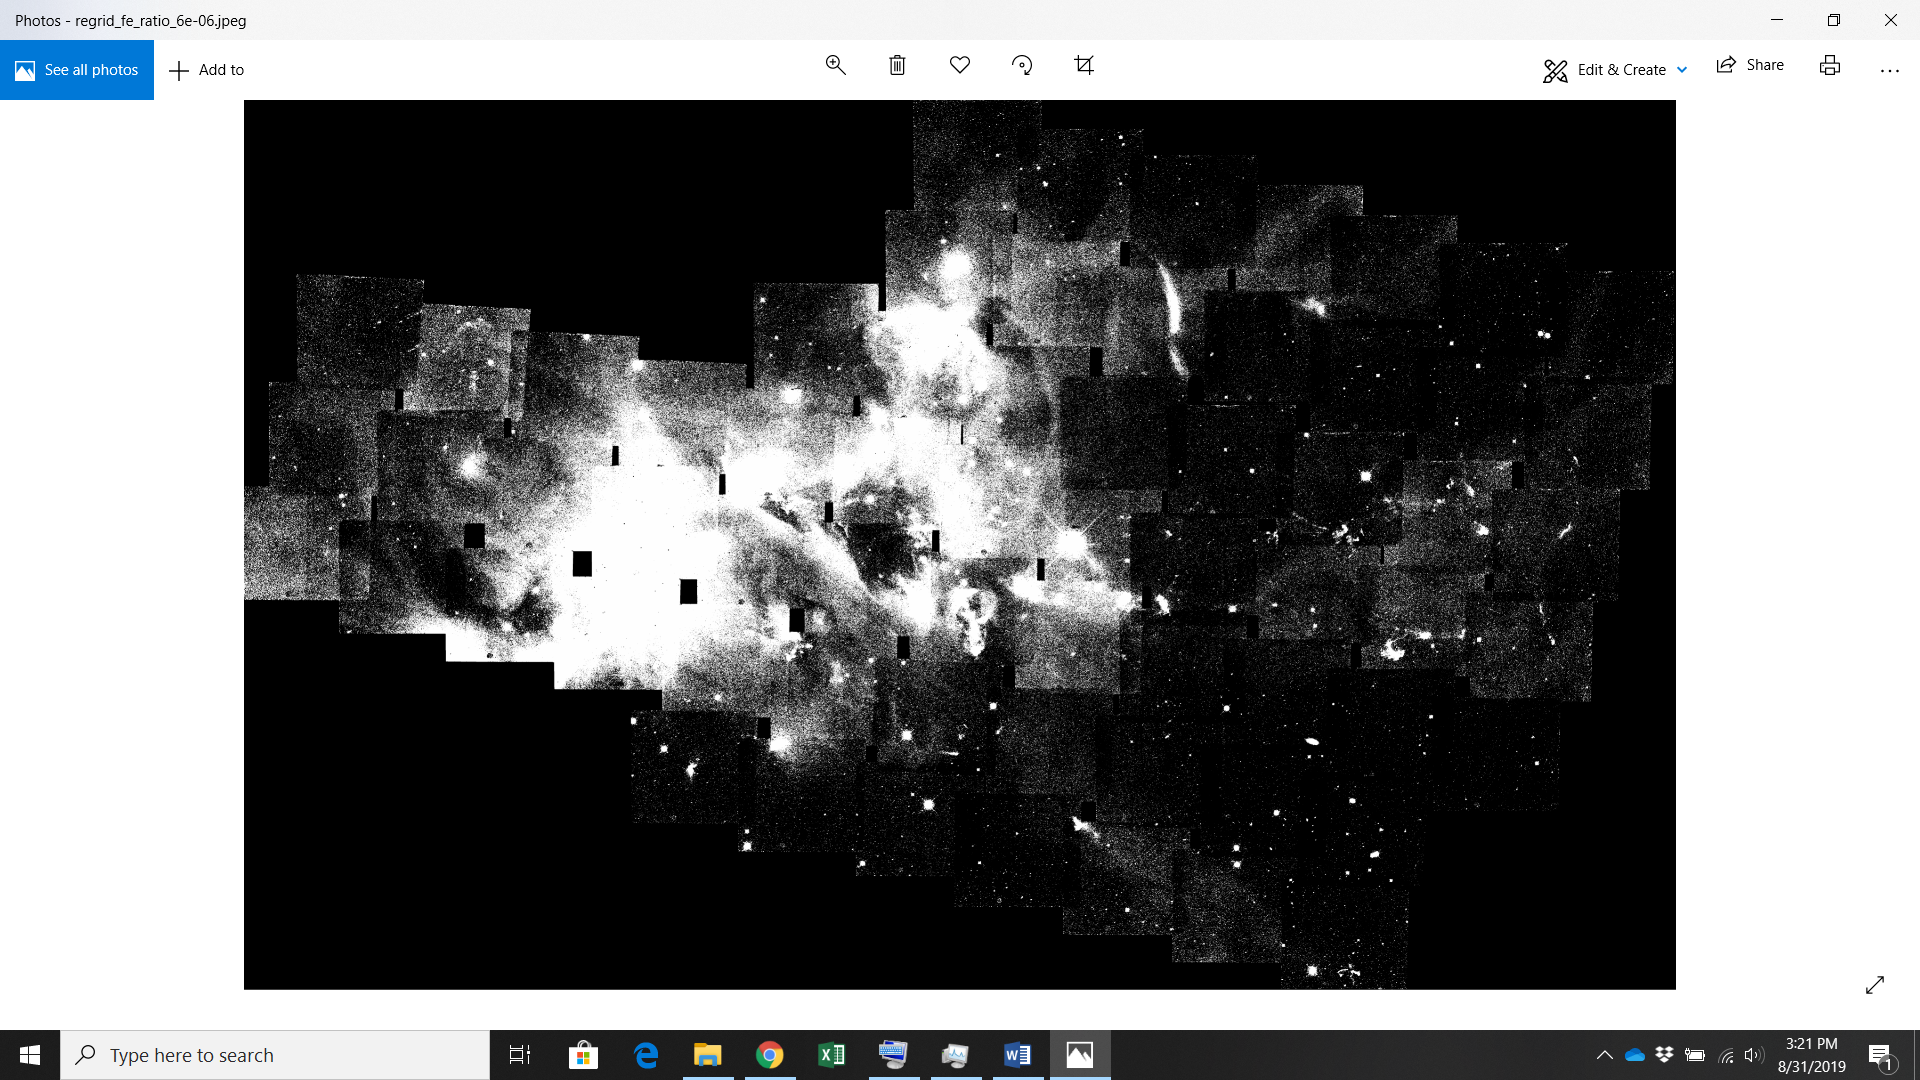 Photos - regrid_fe_ratio_6e-06.jpeg
See all photos
Add to
Edit & Create
Share
Type here to search
3:21 PM
8/31/2019
1